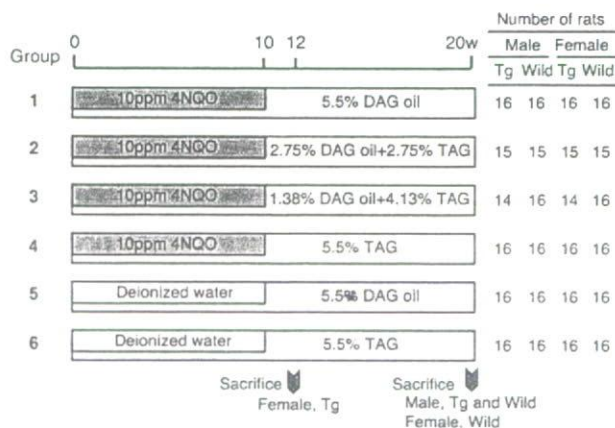 Number of rats
0 10 12 20w Male Female
Group Tg Wild Tg Wild
1 10ppm 4NQO 5.5% DAG oil 16 16 16 16
2 10ppm 4NQO 2.75% DAG oil+2.75% TAG 15 15 15 15
3 10ppm 4NQO 1.38% DAG oil+4.13% TAG 14 16 14 16
4 10ppm 4NQO 5.5% TAG 16 16 16 16
5 Deionized water 5.5% DAG oil 16 16 16 16
6 Deionized water 5.5% TAG 16 16 16 16
Sacrifice Sacrifice
Female, Tg Male, Tg and Wild
Female, Wild